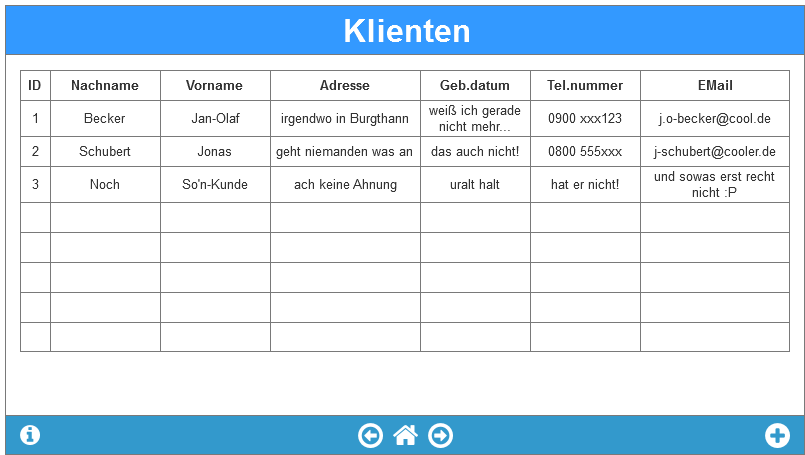 Klienten
ID Nachname Vorname Adresse Geb.datum Tel.nummer EMail
1 Becker Jan-Olaf irgendwo in Burgthann weiß ich gerade nicht mehr... 0900 xxx123 j.o-becker@cool.de
2 Schubert Jonas geht niemanden was an das auch nicht! 0800 555xxx j-schubert@cooler.de
3 Noch So'n-Kunde ach keine Ahnung uralt halt hat er nicht! und sowas erst recht nicht :P